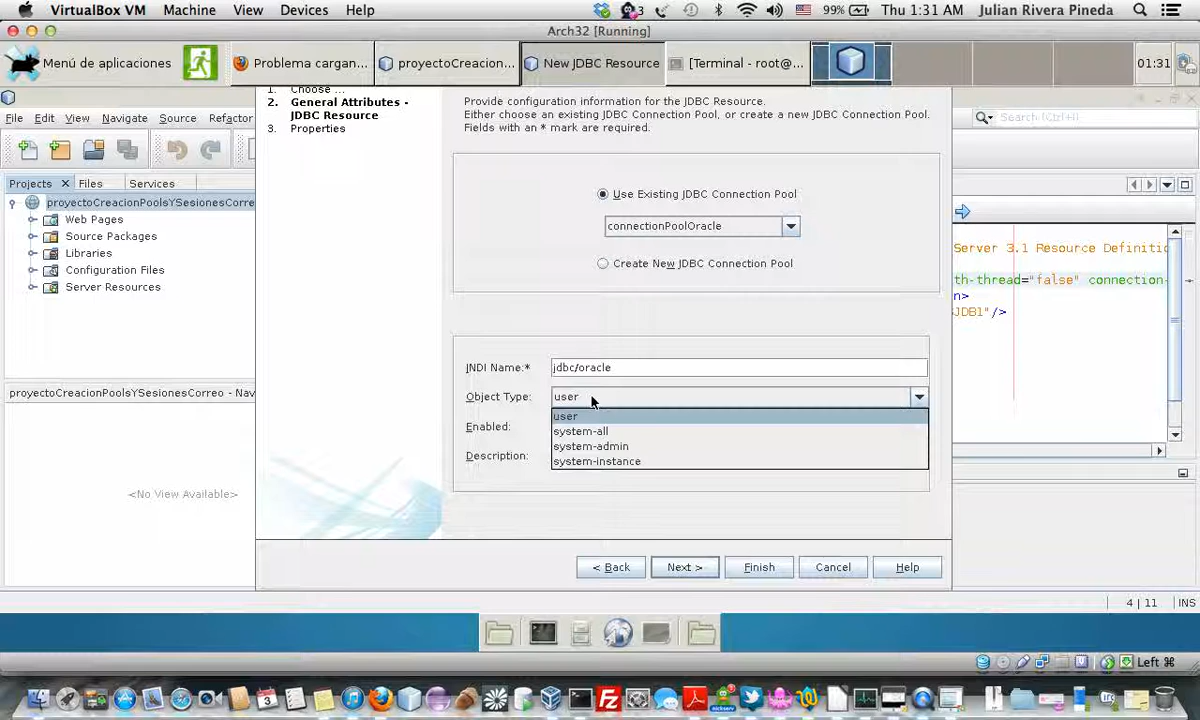 VirtualBox VM Machine View Devices Help
3 99% Thu 1:31 AM Julian Rivera Pineda
Arch32 [Running]
Menú de aplicaciones
Problema cargan...
proyectoCreacion...
New JDBC Resource
[Terminal - root@...
01:31
File Edit View Navigate Source Refactor
Search (Ctrl+I)
1. Choose ...
2. General Attributes -
JDBC Resource
3. Properties
Provide configuration information for the JDBC Resource.
Either choose an existing JDBC Connection Pool, or create a new JDBC Connection Pool.
Fields with an * mark are required.
Projects X Files Services
proyectoCreacionPoolsYSesionesCorre
Web Pages
Source Packages
Libraries
Configuration Files
Server Resources
Use Existing JDBC Connection Pool
connectionPoolOracle
Create New JDBC Connection Pool
Server 3.1 Resource Definitio
th-thread="false" connection-
n>
JDB1"/>
JNDI Name:* jdbc/oracle
Object Type: user
user
system-all
system-admin
system-instance
Enabled:
Description:
proyectoCreacionPoolsYSesionesCorreo - Nav
<No View Available>
< Back Next > Finish Cancel Help
4 | 11 INS
Left ⌘